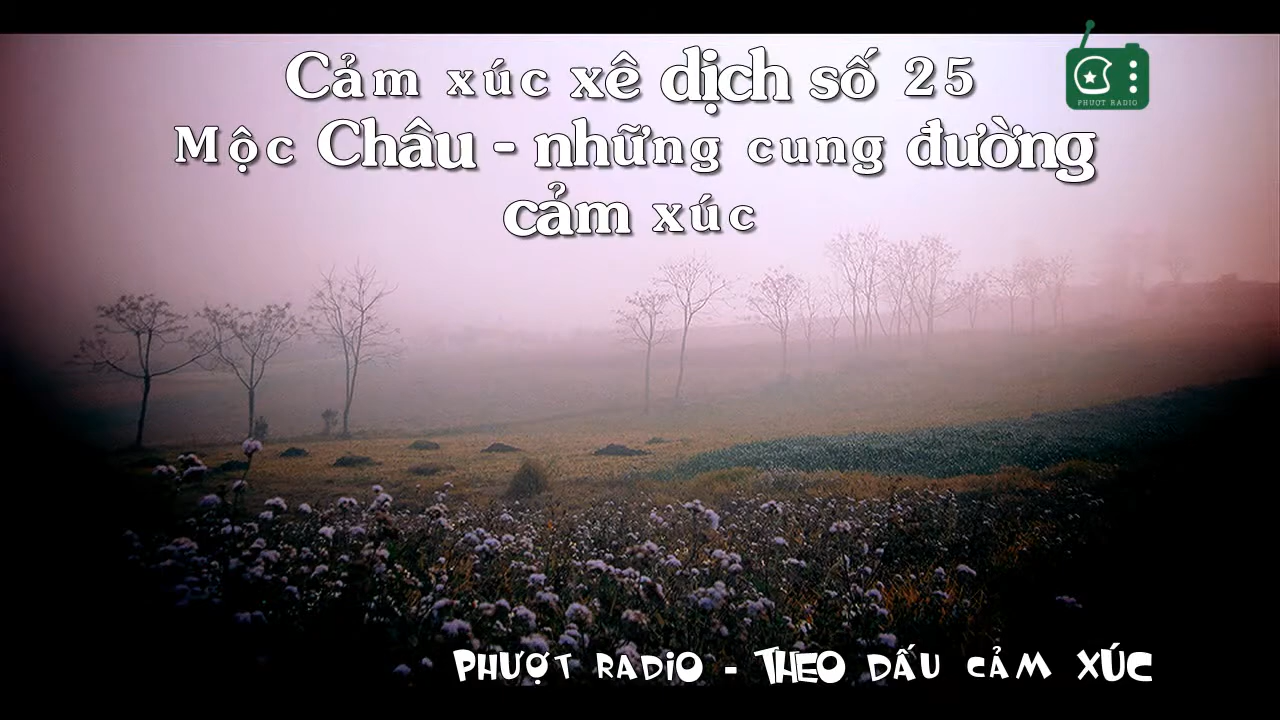 Cảm xúc xê dịch số 25
Mộc Châu - những cung đường
cảm xúc
PHƯỢT RADIO
PHƯỢT RADIO - THEO DẤU CẢM XÚC